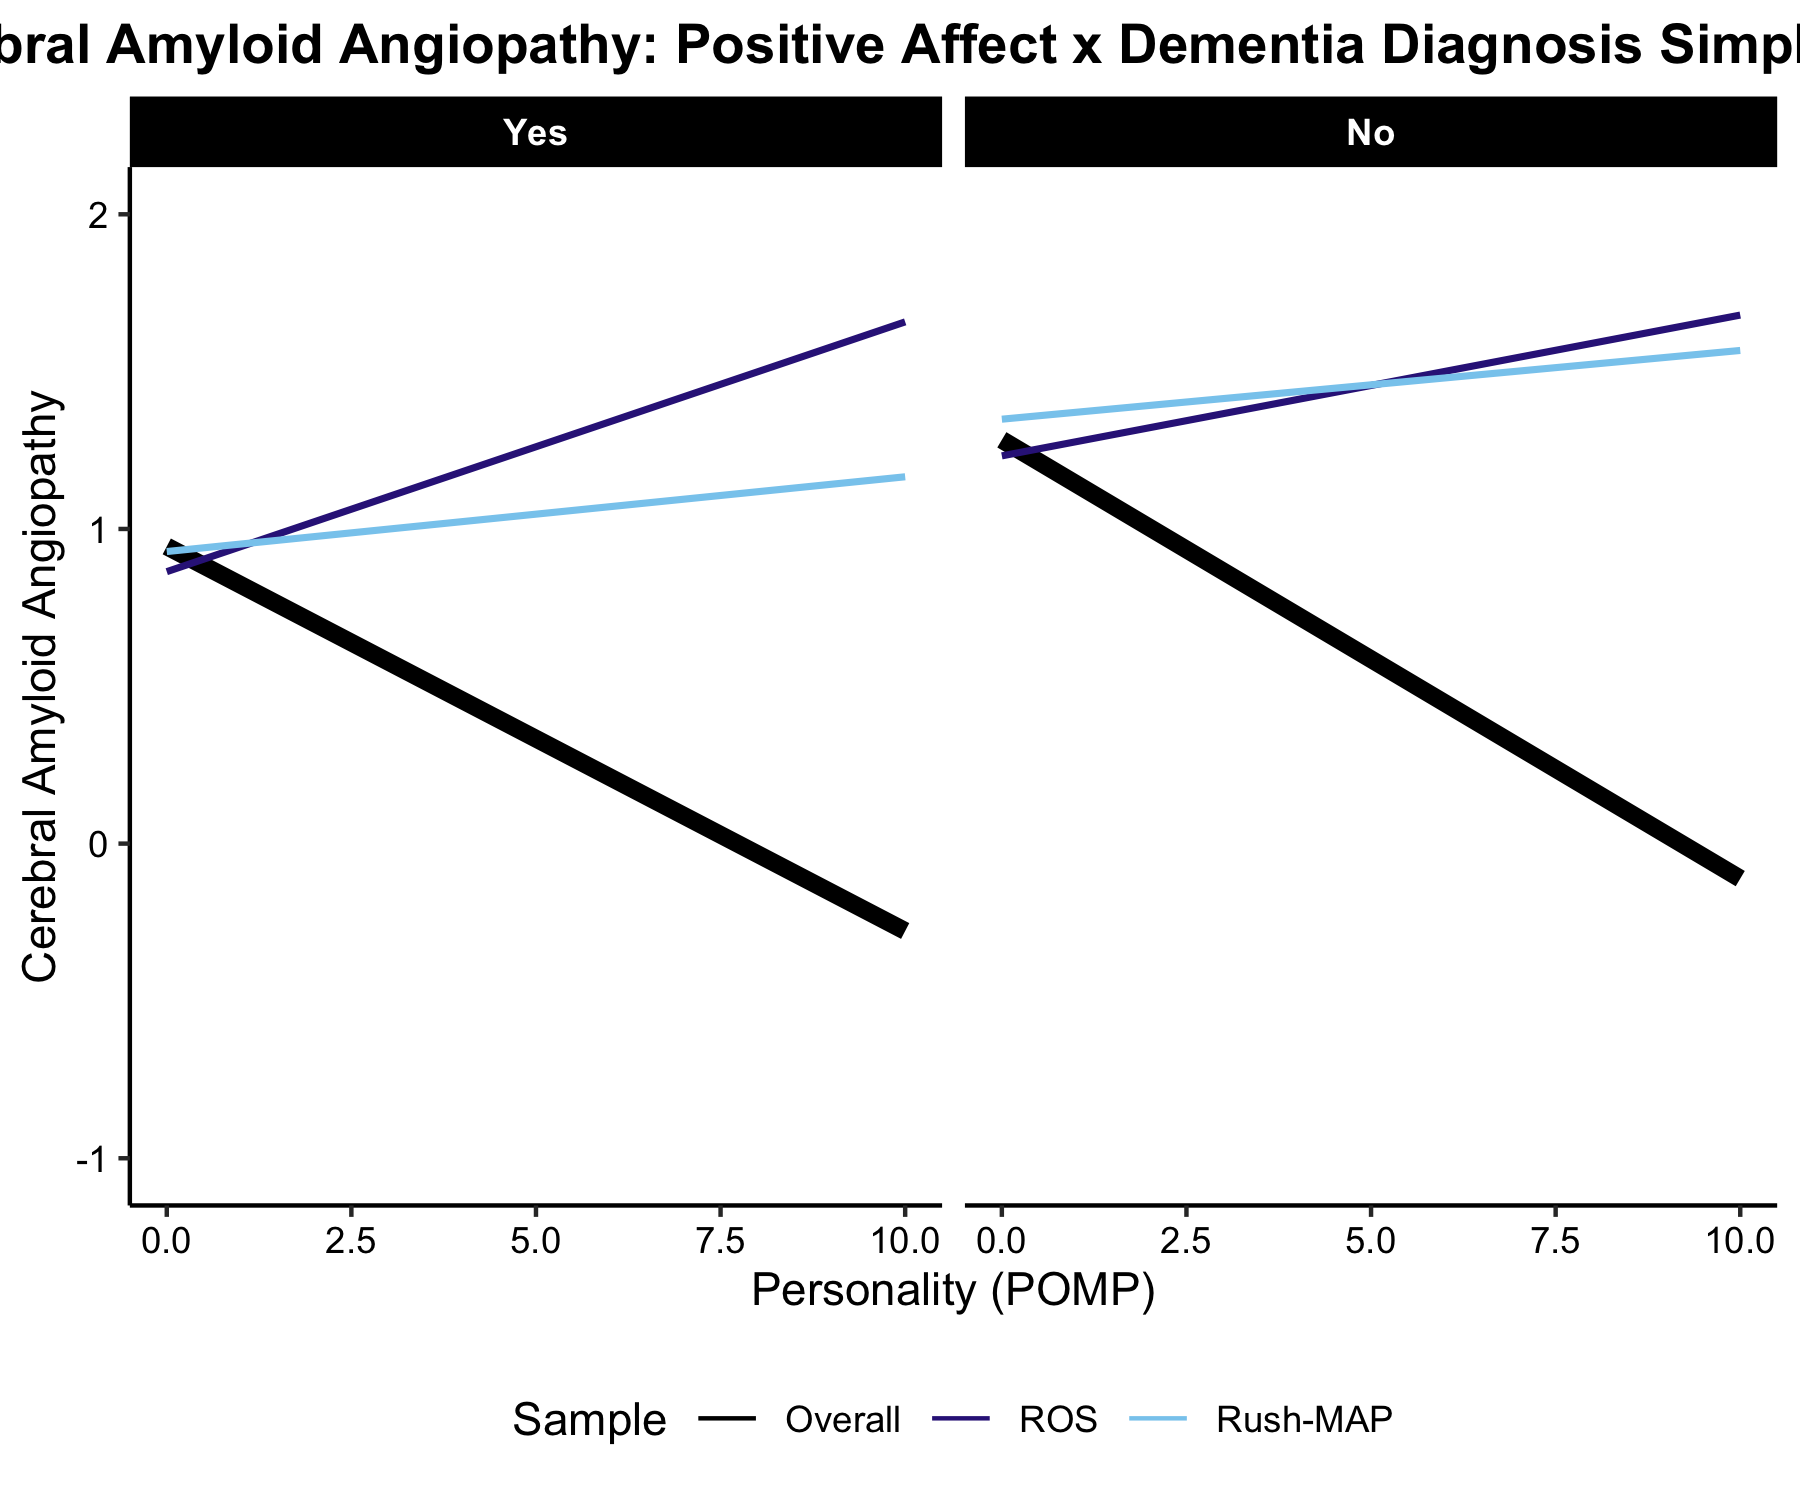 bral Amyloid Angiopathy: Positive Affect x Dementia Diagnosis Simpl
Yes
No
Cerebral Amyloid Angiopathy
2
1
0
-1
0.0 2.5 5.0 7.5 10.0
0.0 2.5 5.0 7.5 10.0
Personality (POMP)
Sample Overall ROS Rush-MAP